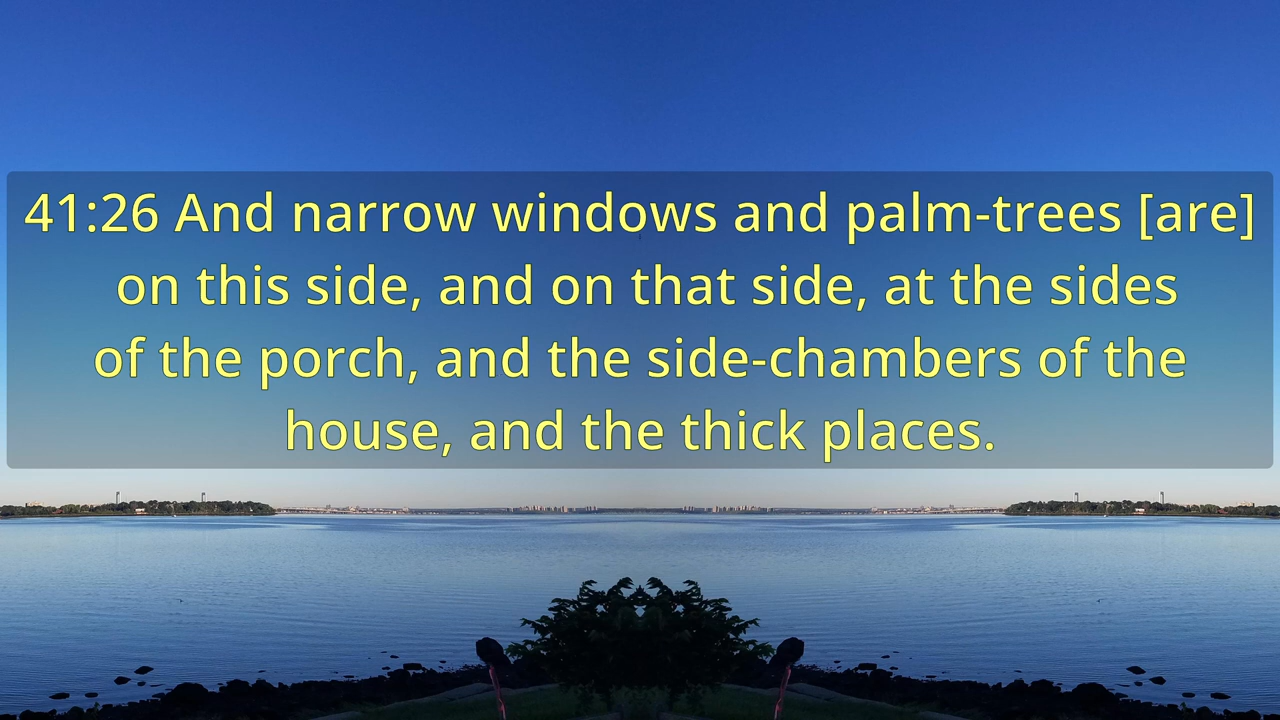 41:26 And narrow windows and palm-trees [are]
on this side, and on that side, at the sides
of the porch, and the side-chambers of the
house, and the thick places.